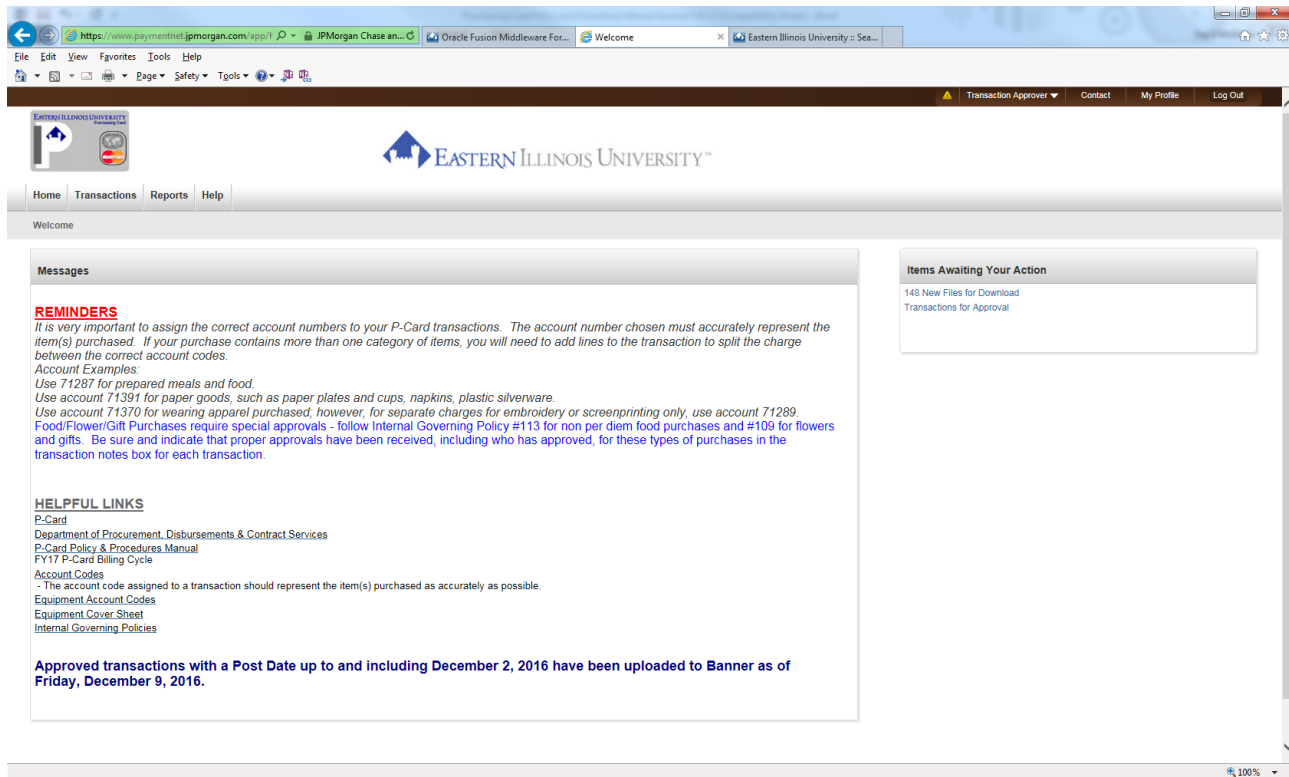 https://www.paymentnet.jpmorgan.com/app/
JPMorgan Chase an...
Oracle Fusion Middleware For...
Welcome
Eastern Illinois University :: Sea...
File Edit View Favorites Tools Help
Page Safety Tools
Transaction Approver Contact My Profile Log Out
EASTERN ILLINOIS UNIVERSITY
Purchasing Card
P
EASTERN ILLINOIS UNIVERSITY™
Home Transactions Reports Help
Welcome
Messages
REMINDERS
It is very important to assign the correct account numbers to your P-Card transactions. The account number chosen must accurately represent the
item(s) purchased. If your purchase contains more than one category of items, you will need to add lines to the transaction to split the charge
between the correct account codes.
Account Examples:
Use 71287 for prepared meals and food.
Use account 71391 for paper goods, such as paper plates and cups, napkins, plastic silverware.
Use account 71370 for wearing apparel purchased; however, for separate charges for embroidery or screenprinting only, use account 71289.
Food/Flower/Gift Purchases require special approvals - follow Internal Governing Policy #113 for non per diem food purchases and #109 for flowers
and gifts. Be sure and indicate that proper approvals have been received, including who has approved, for these types of purchases in the
transaction notes box for each transaction.
HELPFUL LINKS
P-Card
Department of Procurement, Disbursements & Contract Services
P-Card Policy & Procedures Manual
FY17 P-Card Billing Cycle
Account Codes
- The account code assigned to a transaction should represent the item(s) purchased as accurately as possible.
Equipment Account Codes
Equipment Cover Sheet
Internal Governing Policies
Approved transactions with a Post Date up to and including December 2, 2016 have been uploaded to Banner as of
Friday, December 9, 2016.
Items Awaiting Your Action
148 New Files for Download
Transactions for Approval
100%